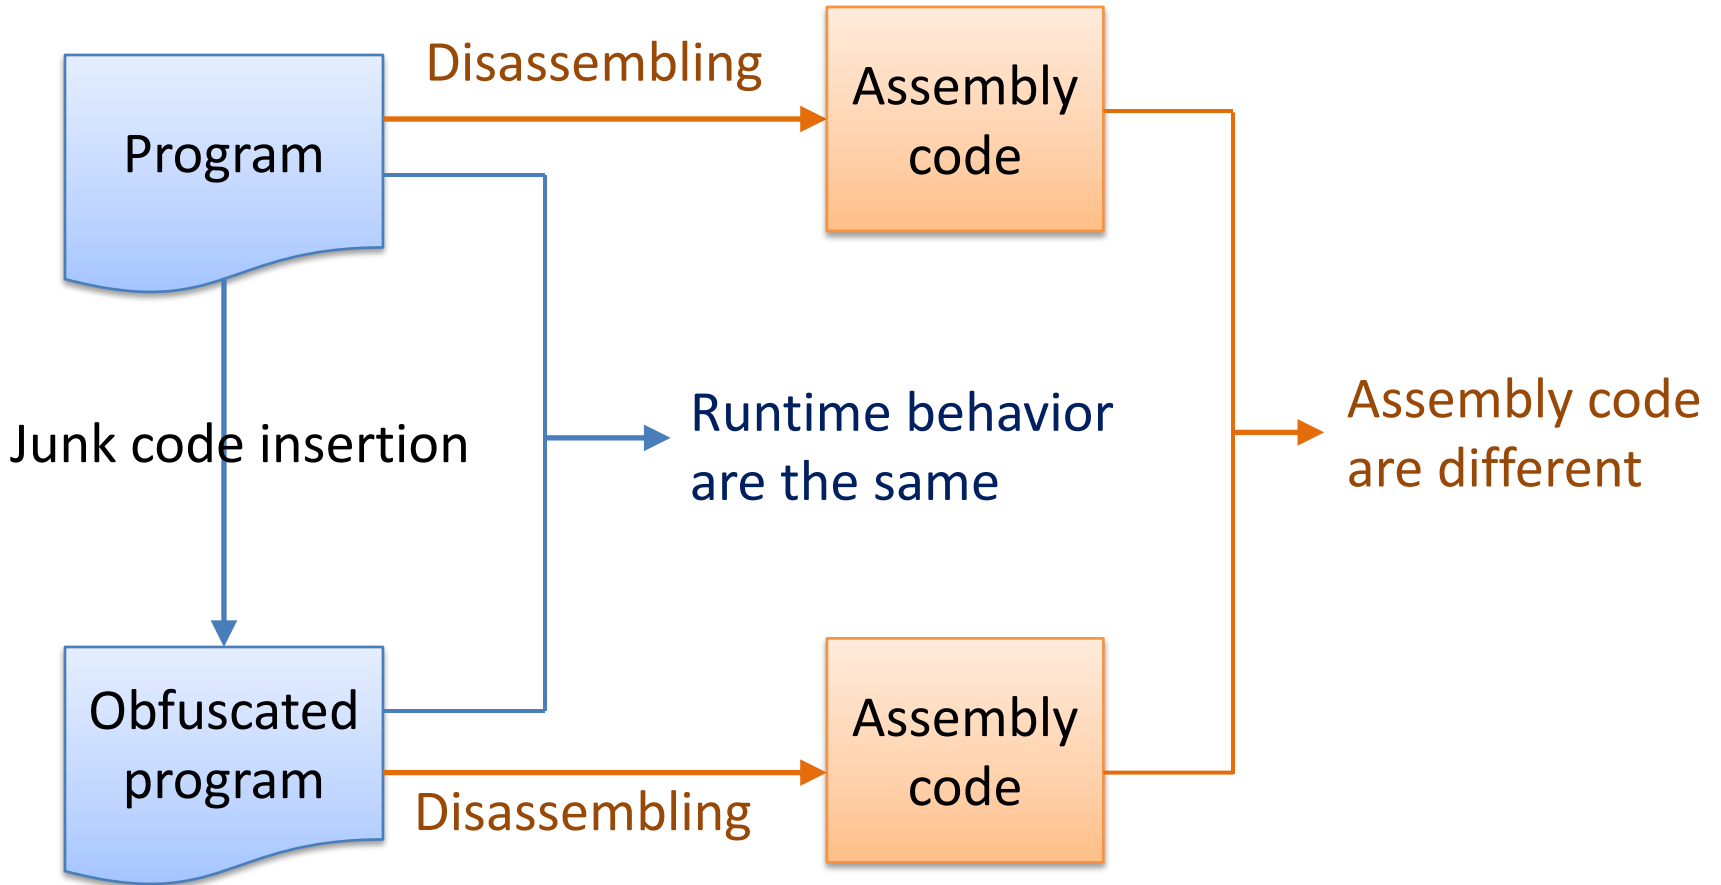 Disassembling
Assembly
code
Program
Junk code insertion
Runtime behavior
are the same
Assembly code
are different
Obfuscated
program
Disassembling
Assembly
code